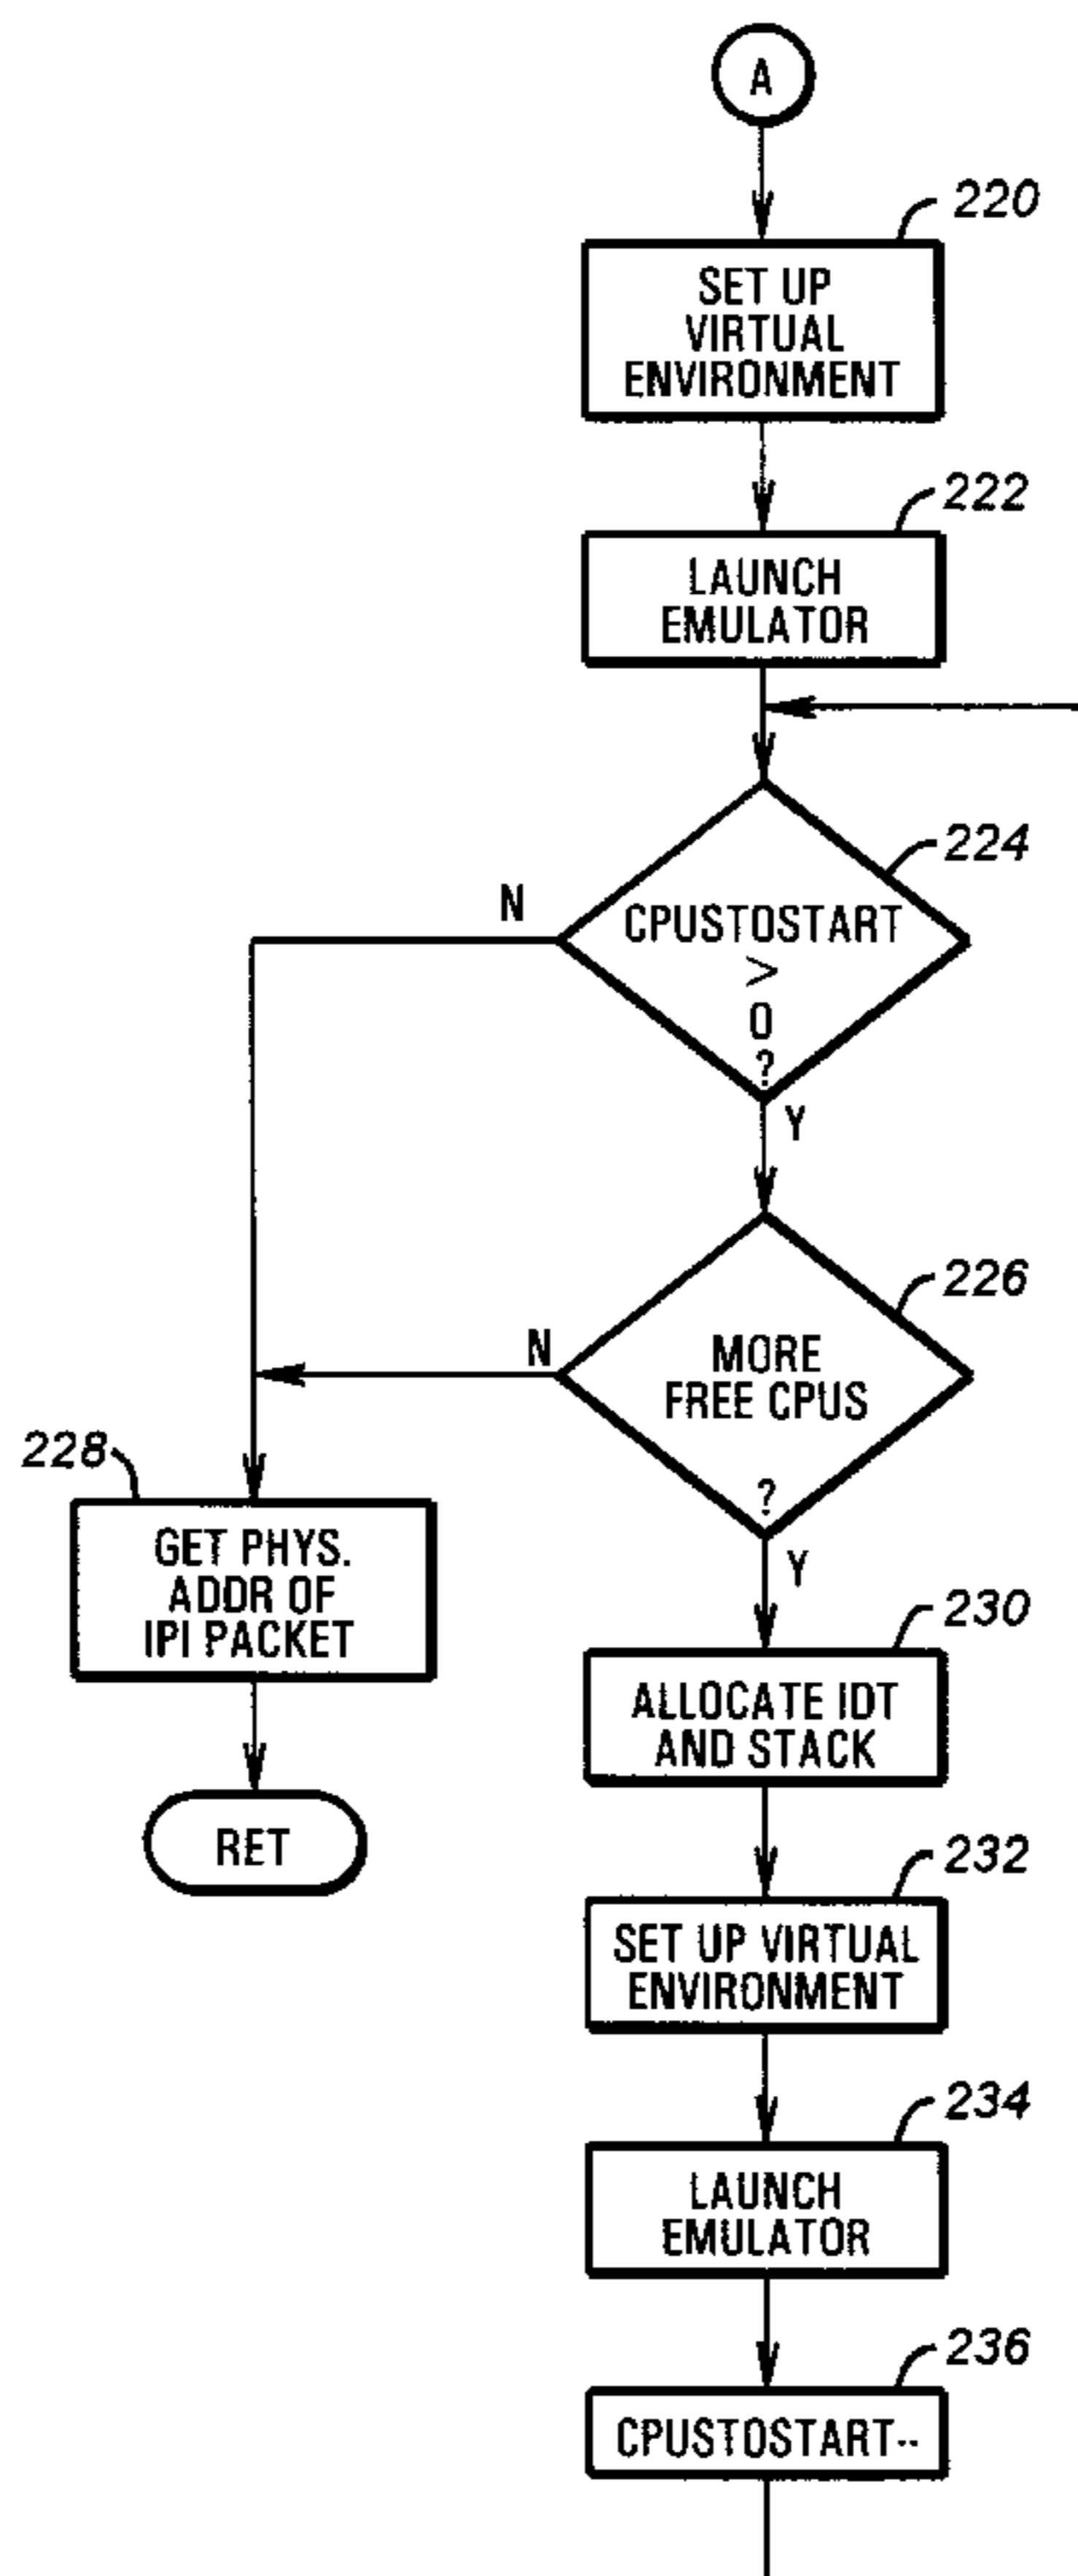 A
220
SET UP
VIRTUAL
ENVIRONMENT
222
LAUNCH
EMULATOR
224
N
CPUSTOSTART
>
0
?
Y
226
N
MORE
FREE CPUS
?
Y
228
GET PHYS.
ADDR OF
IPI PACKET
RET
230
ALLOCATE IDT
AND STACK
232
SET UP VIRTUAL
ENVIRONMENT
234
LAUNCH
EMULATOR
236
CPUSTOSTART--